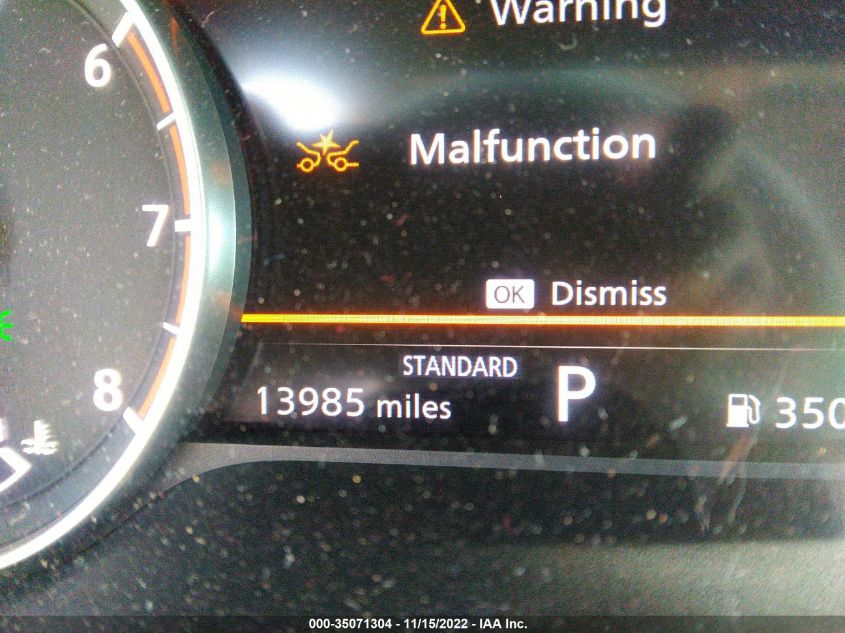 Warning
6
Malfunction
7
OK Dismiss
STANDARD
8
13985 miles
P
350
000-35071304 - 11/15/2022 - IAA Inc.